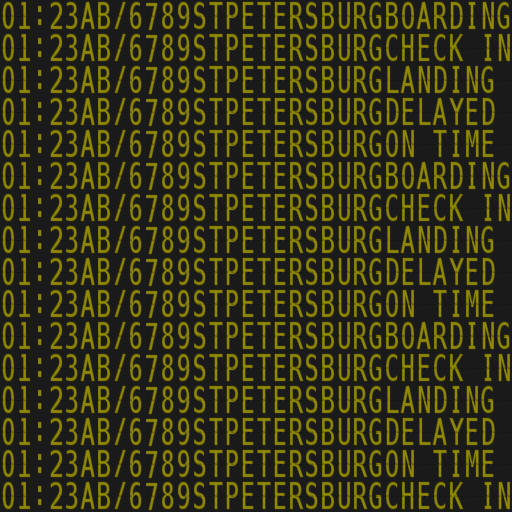 01:23AB/6789STPETERSBURGBOARDING
01:23AB/6789STPETERSBURGCHECK IN
01:23AB/6789STPETERSBURGLANDING
01:23AB/6789STPETERSBURGDELAYED
01:23AB/6789STPETERSBURGON TIME
01:23AB/6789STPETERSBURGBOARDING
01:23AB/6789STPETERSBURGCHECK IN
01:23AB/6789STPETERSBURGLANDING
01:23AB/6789STPETERSBURGDELAYED
01:23AB/6789STPETERSBURGON TIME
01:23AB/6789STPETERSBURGBOARDING
01:23AB/6789STPETERSBURGCHECK IN
01:23AB/6789STPETERSBURGLANDING
01:23AB/6789STPETERSBURGDELAYED
01:23AB/6789STPETERSBURGON TIME
01:23AB/6789STPETERSBURGCHECK IN